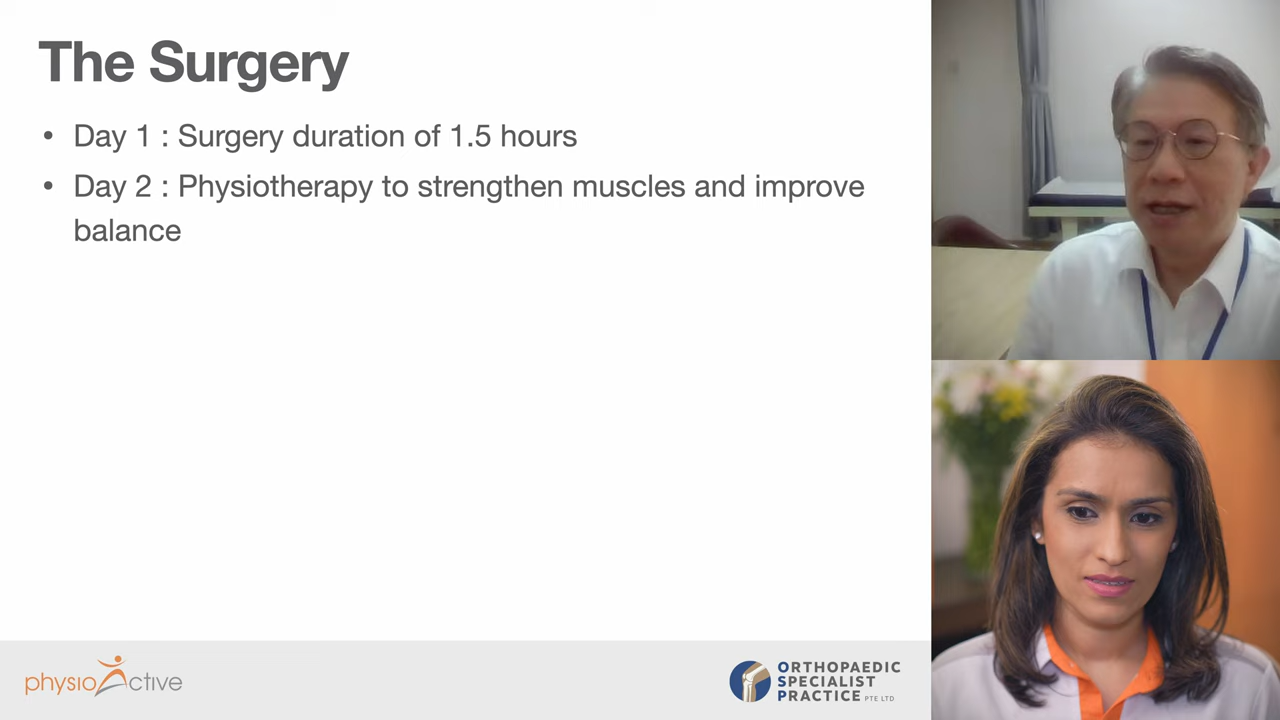 The Surgery
• Day 1 : Surgery duration of 1.5 hours
• Day 2 : Physiotherapy to strengthen muscles and improve
balance
physioActive
ORTHOPAEDIC
SPECIALIST
PRACTICE PTE LTD